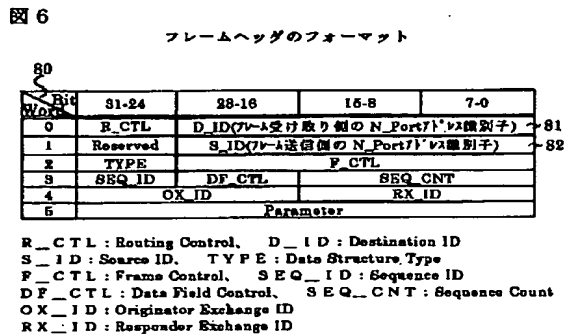 図6
フレームヘッダのフォーマット
80
Bit
Word
31-24 23-16 15-8 7-0
0 R_CTL D_ID(フレーム受け取り側の N_Portアドレス識別子) 81
1 Reserved S_ID(フレーム送信側の N_Portアドレス識別子) 82
2 TYPE F_CTL
3 SEQ_ID DF_CTL SEQ_CNT
4 OX_ID RX_ID
5 Parameter
R_CTL : Routing Control、 D_ID : Destination ID
S_ID : Source ID、 TYPE : Data Structure Type
F_CTL : Frame Control、 SEQ_ID : Sequence ID
DF_CTL : Data Field Control、 SEQ_CNT : Sequence Count
OX_ID : Originator Exchange ID
RX_ID : Responder Exchange ID